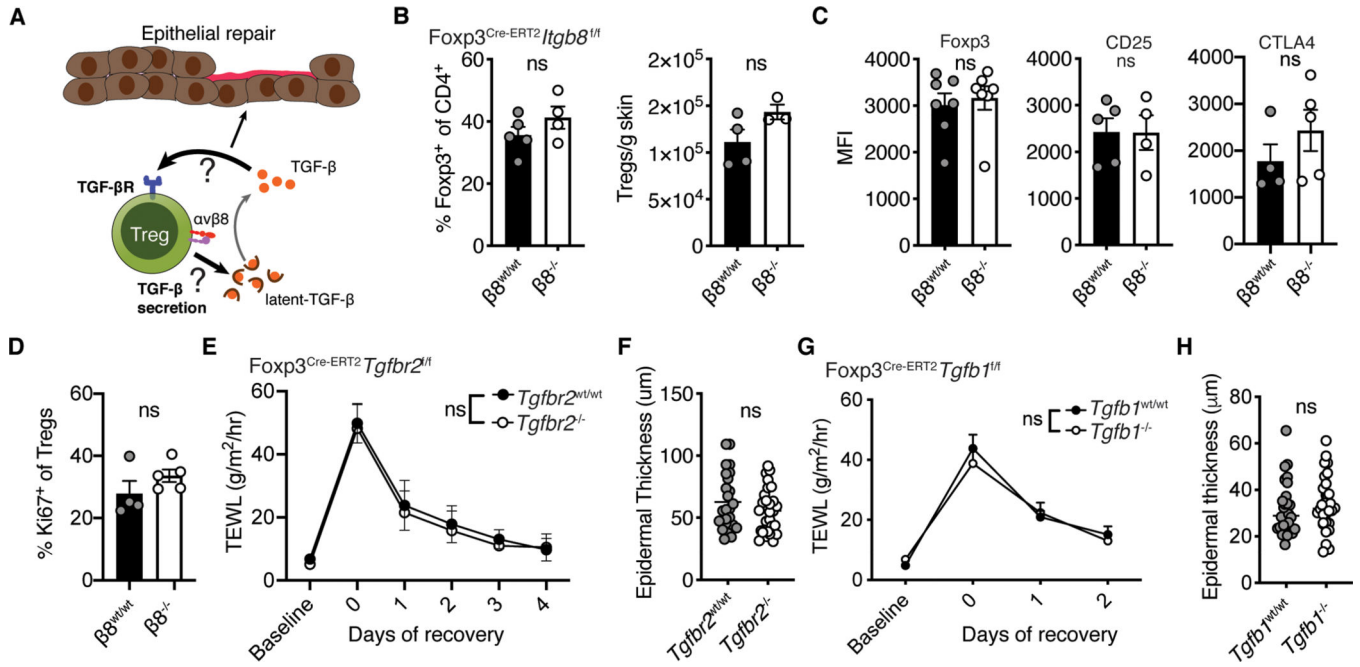 A
Epithelial repair
?
TGF-β
TGF-βR
αvβ8
Treg
?
TGF-β
secretion
latent-TGF-β
B
Foxp3Cre-ERT2 Itgb8f/f
ns
% Foxp3+ of CD4+
60
40
20
0
β8wt/wt
β8-/-
ns
Tregs/g skin
2×10⁵
2×10⁵
1×10⁵
5×10⁴
0
β8wt/wt
β8-/-
C
Foxp3
ns
MFI
4000
3000
2000
1000
0
β8wt/wt
β8-/-
CD25
ns
4000
3000
2000
1000
0
β8wt/wt
β8-/-
CTLA4
ns
4000
3000
2000
1000
0
β8wt/wt
β8-/-
D
ns
% Ki67+ of Tregs
60
40
20
0
β8wt/wt
β8-/-
E
Foxp3Cre-ERT2 Tgfbr2f/f
ns
Tgfbr2wt/wt
Tgfbr2-/-
TEWL (g/m²/hr)
60
40
20
0
Baseline
0
1
2
3
4
Days of recovery
F
ns
Epidermal Thickness (um)
150
100
50
0
Tgfbr2wt/wt
Tgfbr2-/-
G
Foxp3Cre-ERT2 Tgfb1f/f
ns
Tgfb1wt/wt
Tgfb1-/-
TEWL (g/m²/hr)
60
40
20
0
Baseline
0
1
2
Days of recovery
H
ns
Epidermal thickness (μm)
80
60
40
20
0
Tgfb1wt/wt
Tgfb1-/-